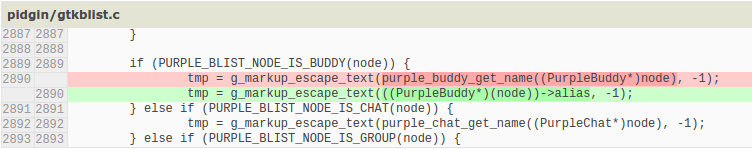 pidgin/gtkblist.c
2887 2887 }
2888 2888
2889 2889 if (PURPLE_BLIST_NODE_IS_BUDDY(node)) {
2890 tmp = g_markup_escape_text(purple_buddy_get_name((PurpleBuddy*)node), -1);
2890 tmp = g_markup_escape_text(((PurpleBuddy*)(node))->alias, -1);
2891 2891 } else if (PURPLE_BLIST_NODE_IS_CHAT(node)) {
2892 2892 tmp = g_markup_escape_text(purple_chat_get_name((PurpleChat*)node), -1);
2893 2893 } else if (PURPLE_BLIST_NODE_IS_GROUP(node)) {